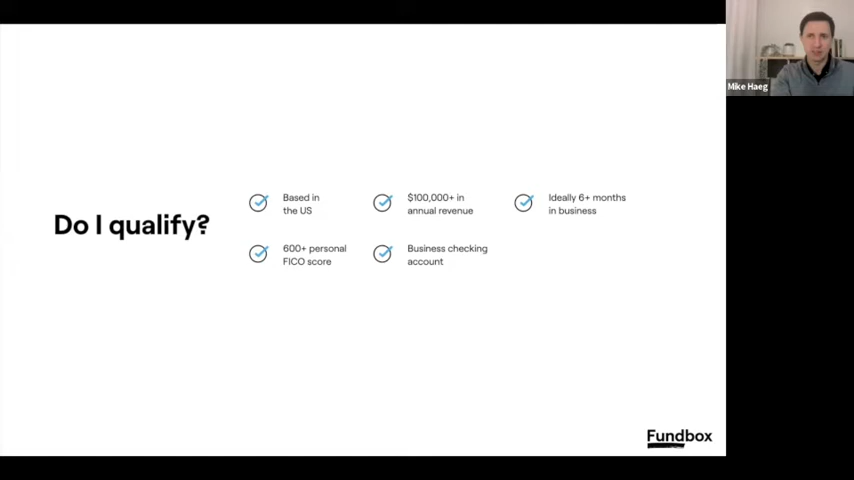 Do I qualify?
Based in
the US
$100,000+ in
annual revenue
Ideally 6+ months
in business
600+ personal
FICO score
Business checking
account
Fundbox
Mike Haeg